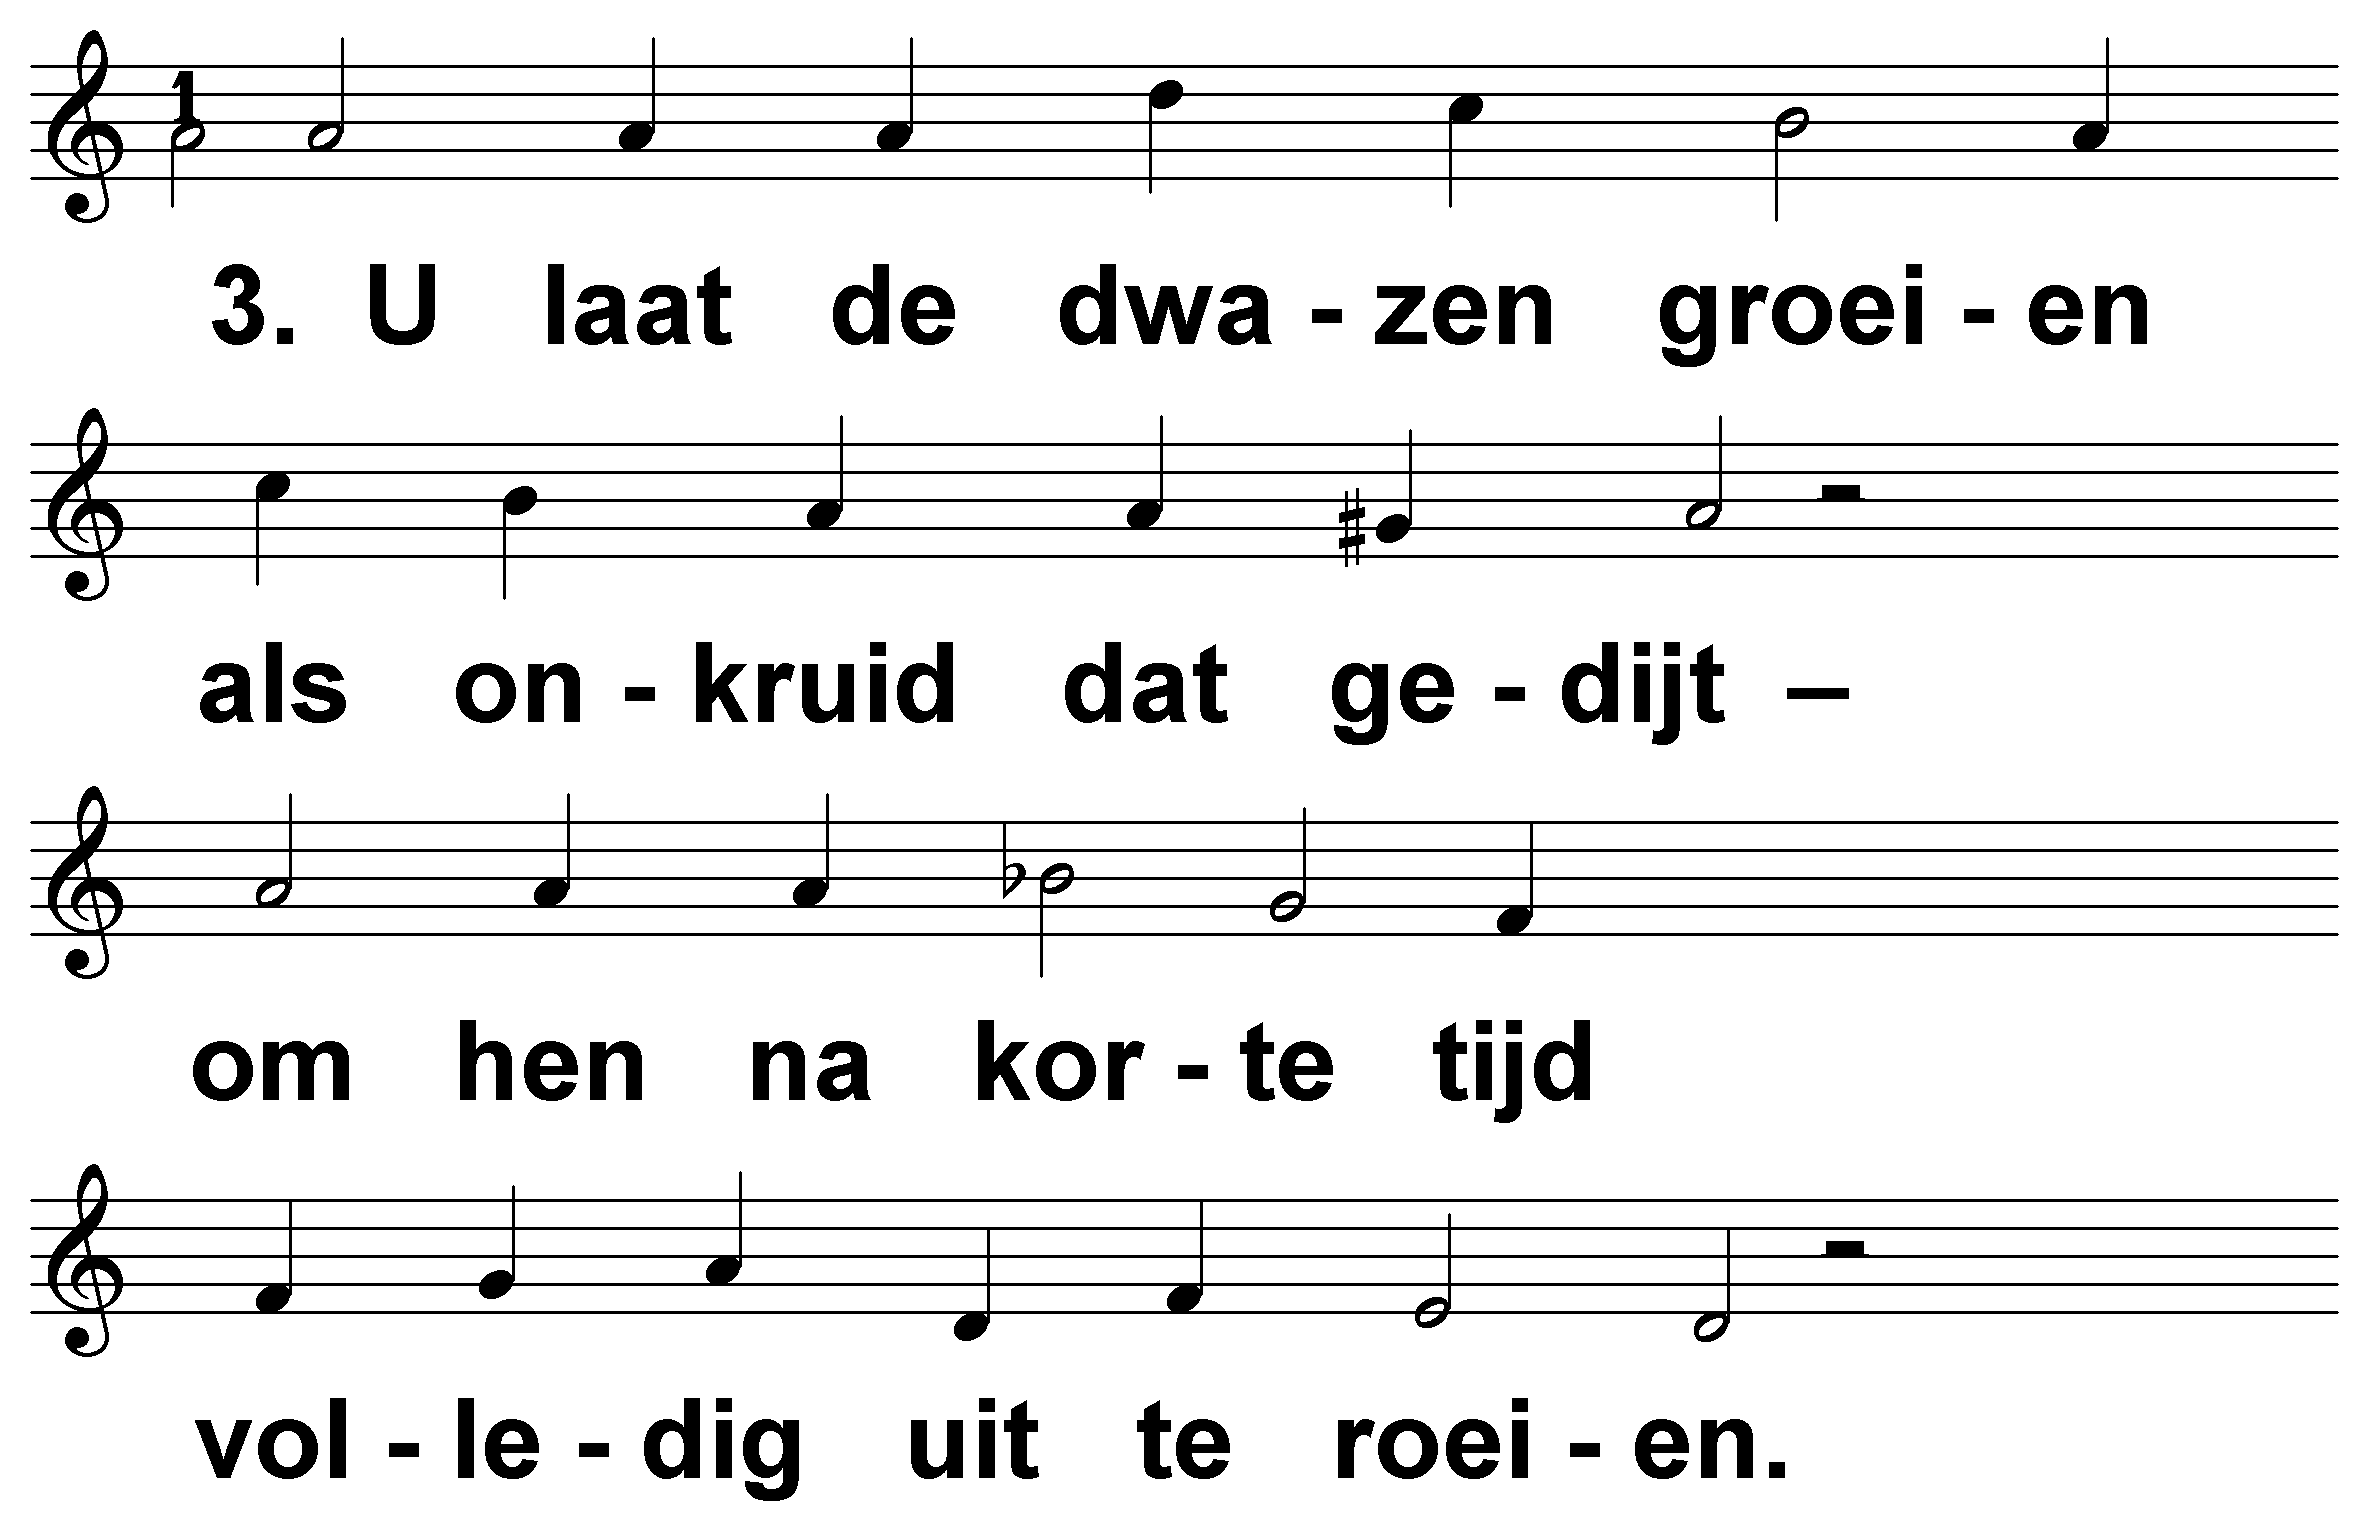 1
3. U laat de dwa - zen groei - en
als on - kruid dat ge - dijt –
om hen na kor - te tijd
vol - le - dig uit te roei - en.